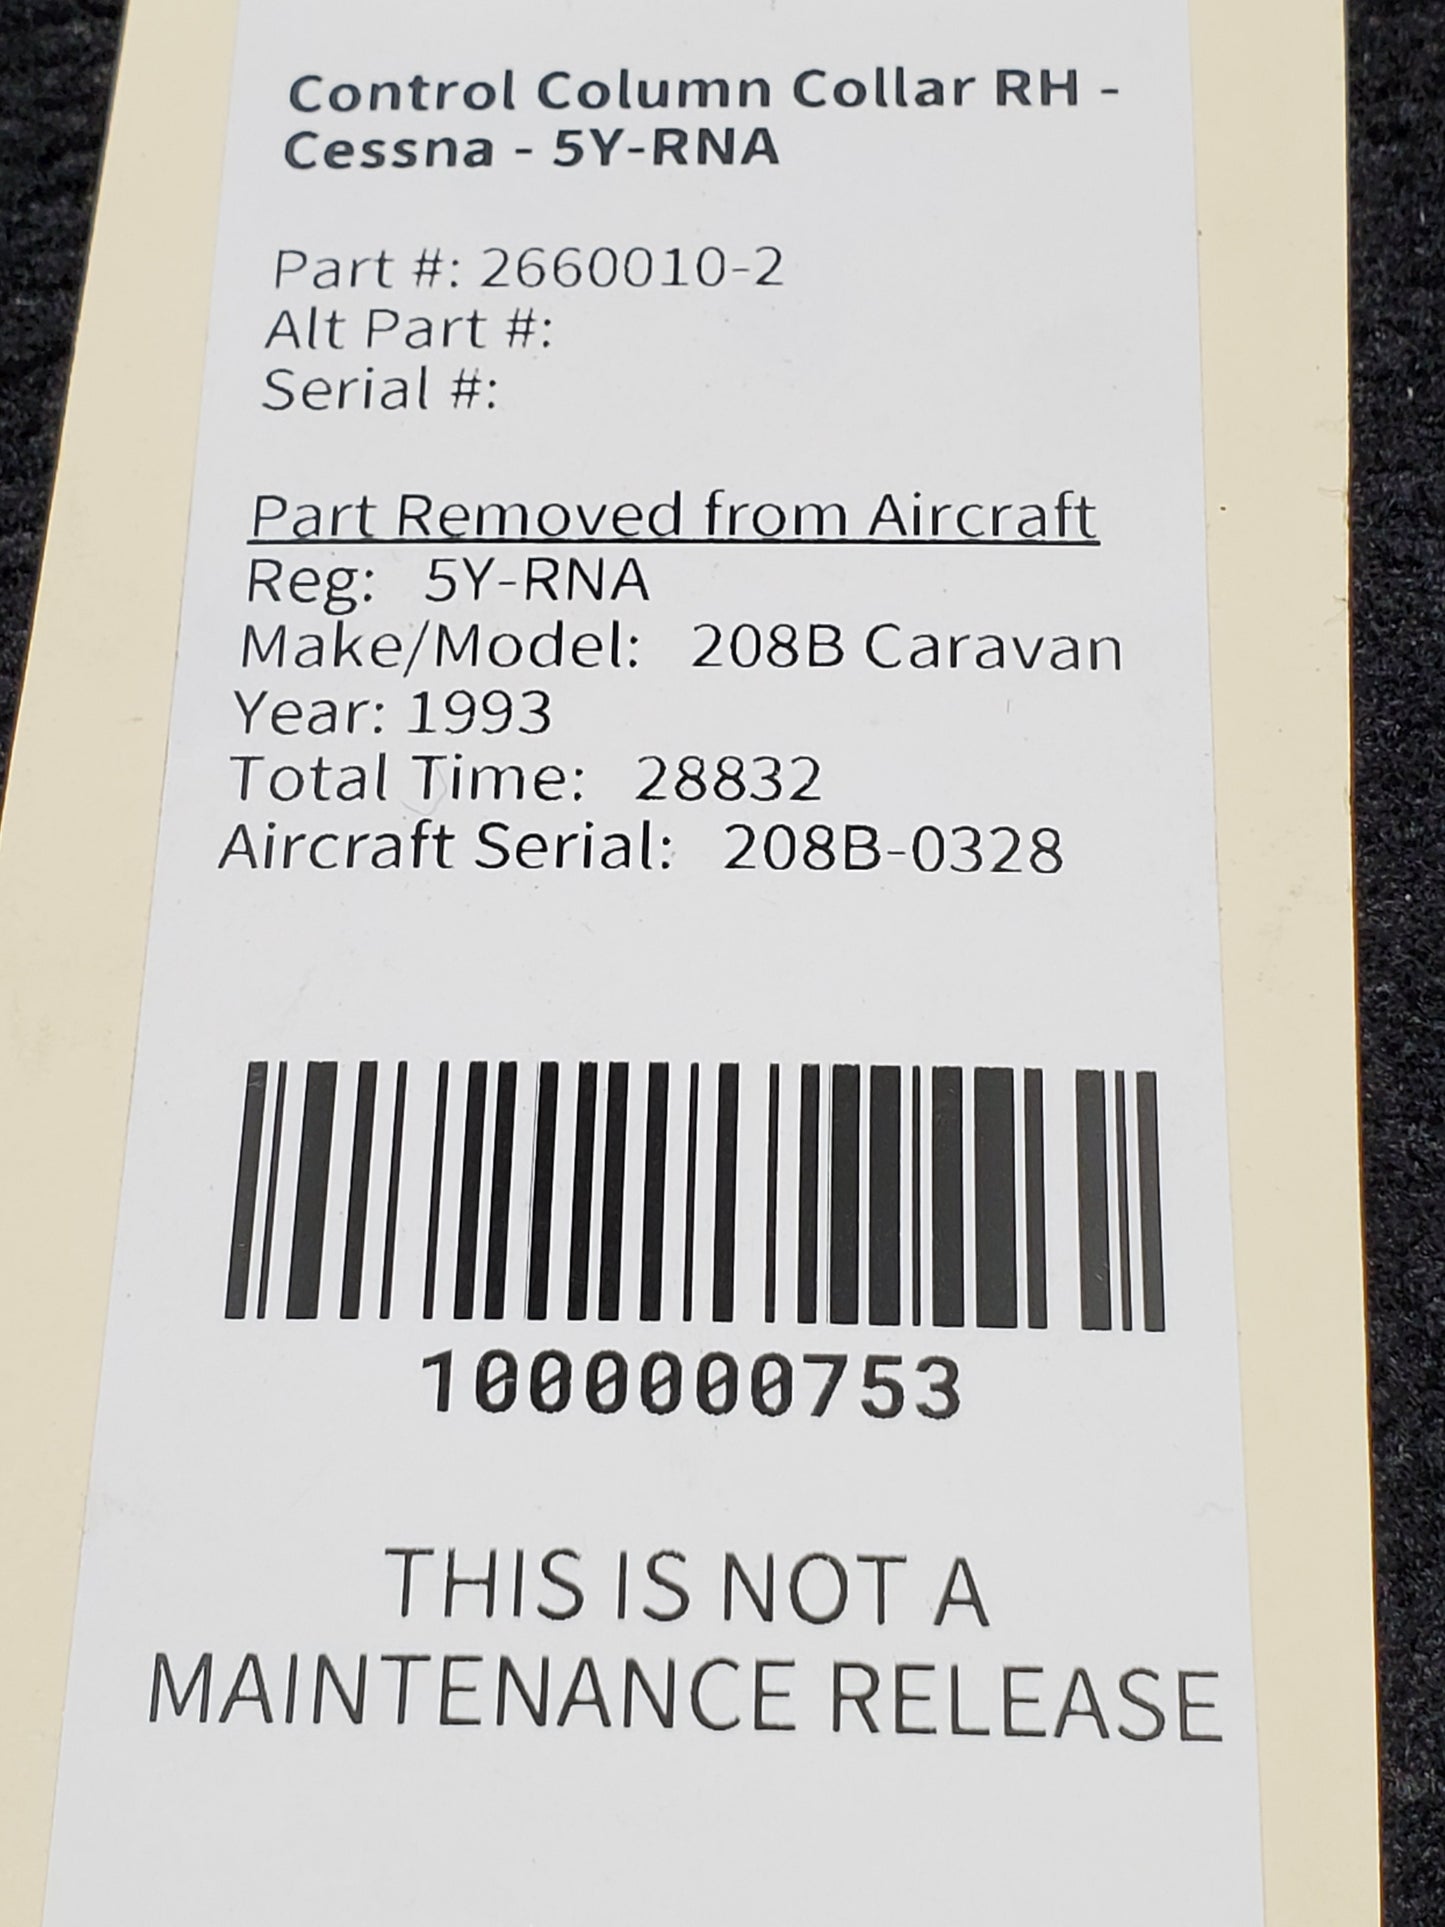 Control Column Collar RH -
Cessna - 5Y-RNA
Part #: 2660010-2
Alt Part #:
Serial #:
Part Removed from Aircraft
Reg: 5Y-RNA
Make/Model: 208B Caravan
Year: 1993
Total Time: 28832
Aircraft Serial: 208B-0328
1000000753
THIS IS NOT A
MAINTENANCE RELEASE